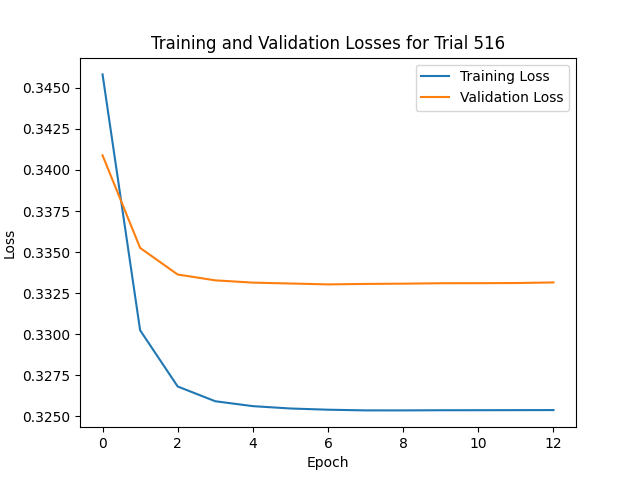 Training and Validation Losses for Trial 516
Training Loss
Validation Loss
0.3450
0.3425
0.3400
0.3375
0.3350
0.3325
0.3300
0.3275
0.3250
Loss
0 2 4 6 8 10 12
Epoch